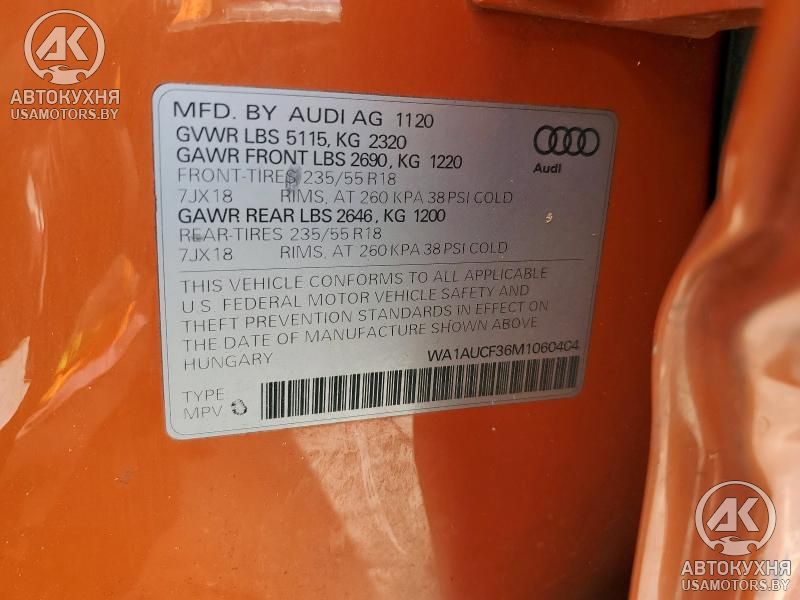 AK
АВТОКУХНЯ
USAMOTORS.BY
MFD. BY AUDI AG 1120
GVWR LBS 5115, KG 2320
GAWR FRONT LBS 2690, KG 1220
FRONT-TIRES 235/55 R18
7JX18 RIMS, AT 260 KPA 38 PSI COLD
GAWR REAR LBS 2646, KG 1200
REAR-TIRES 235/55 R18
7JX18 RIMS, AT 260 KPA 38 PSI COLD
Audi
THIS VEHICLE CONFORMS TO ALL APPLICABLE
U.S. FEDERAL MOTOR VEHICLE SAFETY AND
THEFT PREVENTION STANDARDS IN EFFECT ON
THE DATE OF MANUFACTURE SHOWN ABOVE
HUNGARY WA1AUCF36M1060404
TYPE
MPV
AK
АВТОКУХНЯ
USAMOTORS.BY